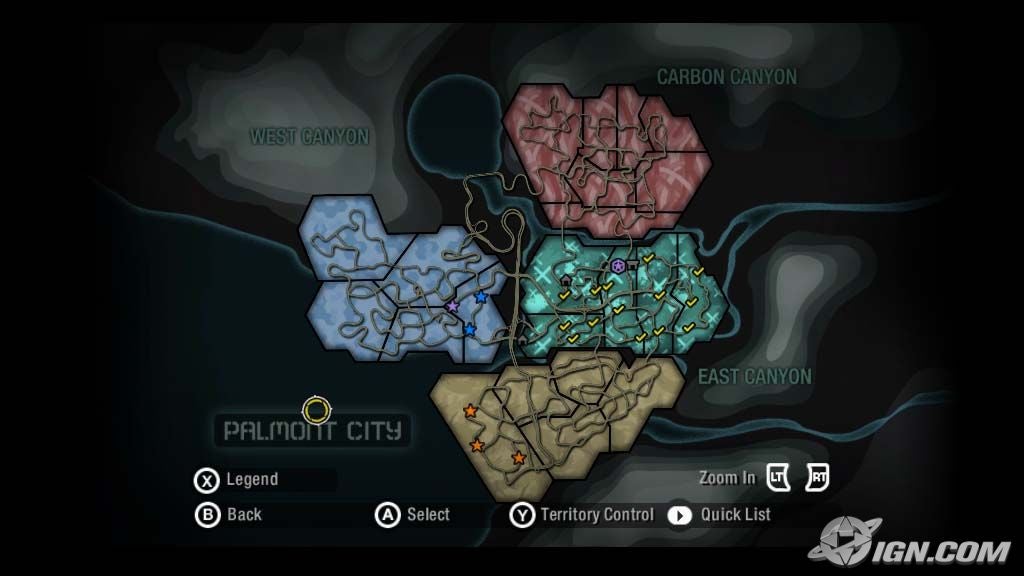 CARBON CANYON
WEST CANYON
EAST CANYON
PALMONT CITY
X Legend
Zoom In LT RT
B Back
A Select
Y Territory Control
Quick List
IGN.COM